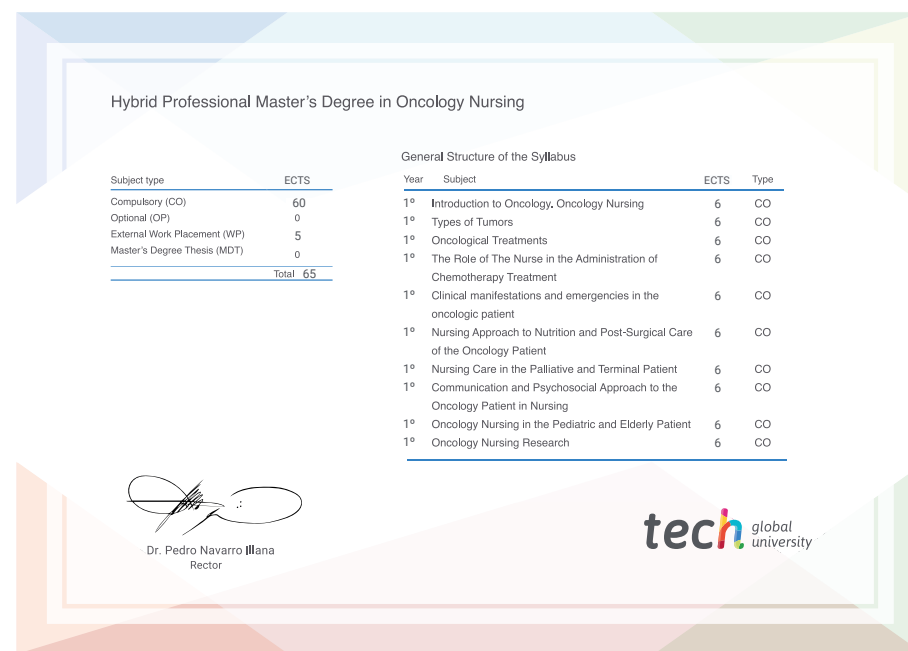 Hybrid Professional Master's Degree in Oncology Nursing
Subject type ECTS
Compulsory (CO) 60
Optional (OP) 0
External Work Placement (WP) 5
Master's Degree Thesis (MDT) 0
Total 65
General Structure of the Syllabus
Year Subject ECTS Type
1º Introduction to Oncology. Oncology Nursing 6 CO
1º Types of Tumors 6 CO
1º Oncological Treatments 6 CO
1º The Role of The Nurse in the Administration of 6 CO
Chemotherapy Treatment
1º Clinical manifestations and emergencies in the 6 CO
oncologic patient
1º Nursing Approach to Nutrition and Post-Surgical Care 6 CO
of the Oncology Patient
1º Nursing Care in the Palliative and Terminal Patient 6 CO
1º Communication and Psychosocial Approach to the 6 CO
Oncology Patient in Nursing
1º Oncology Nursing in the Pediatric and Elderly Patient 6 CO
1º Oncology Nursing Research 6 CO
Dr. Pedro Navarro Illana
Rector
tech global
university